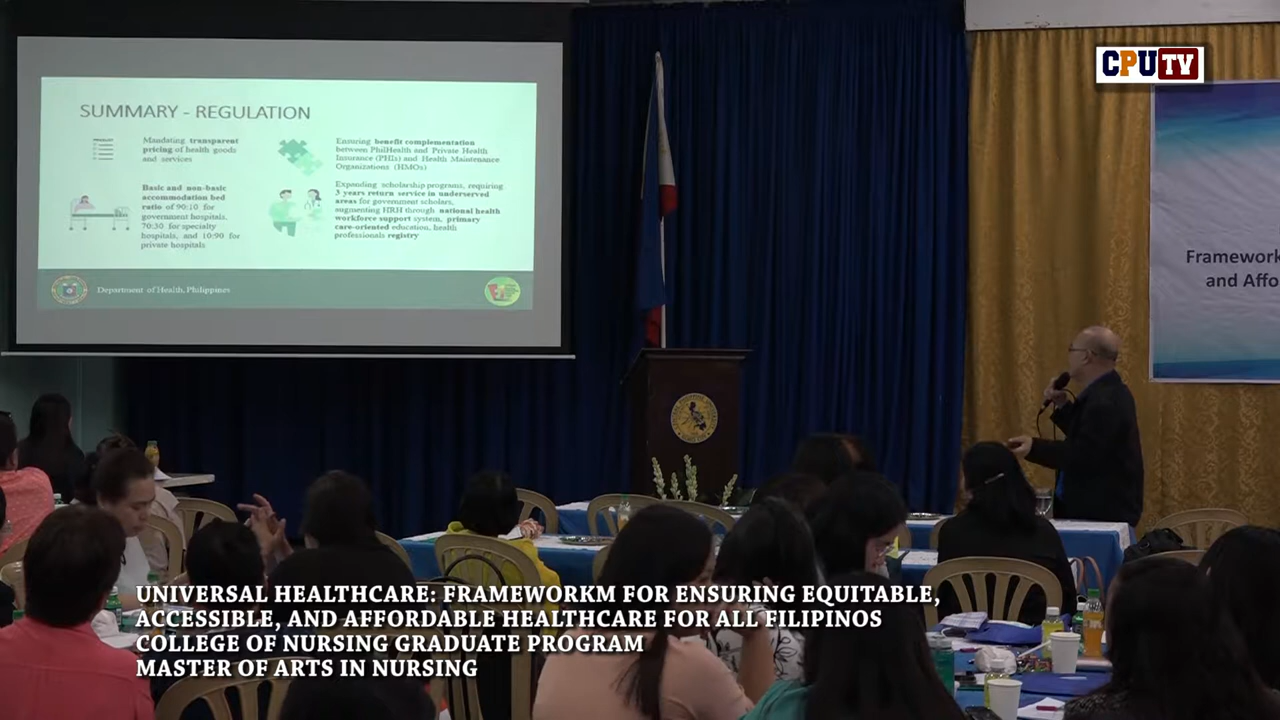 CPUTV
SUMMARY - REGULATION
Mandating transparent
pricing of health goods
and services
Ensuring benefit complementation
between PhilHealth and Private Health
Insurance (PHIs) and Health Maintenance
Organizations (HMOs)
Basic and non-basic
accommodation bed
ratio of 90:10 for
government hospitals,
70:30 for specialty
hospitals, and 10:90 for
private hospitals
Expanding scholarship programs, requiring
3 years return service in underserved
areas for government scholars,
augmenting HRH through national health
workforce support system, primary
care-oriented education, health
professionals registry
Department of Health, Philippines
Framework
and Affo
UNIVERSAL HEALTHCARE: FRAMEWORKM FOR ENSURING EQUITABLE,
ACCESSIBLE, AND AFFORDABLE HEALTHCARE FOR ALL FILIPINOS
COLLEGE OF NURSING GRADUATE PROGRAM
MASTER OF ARTS IN NURSING